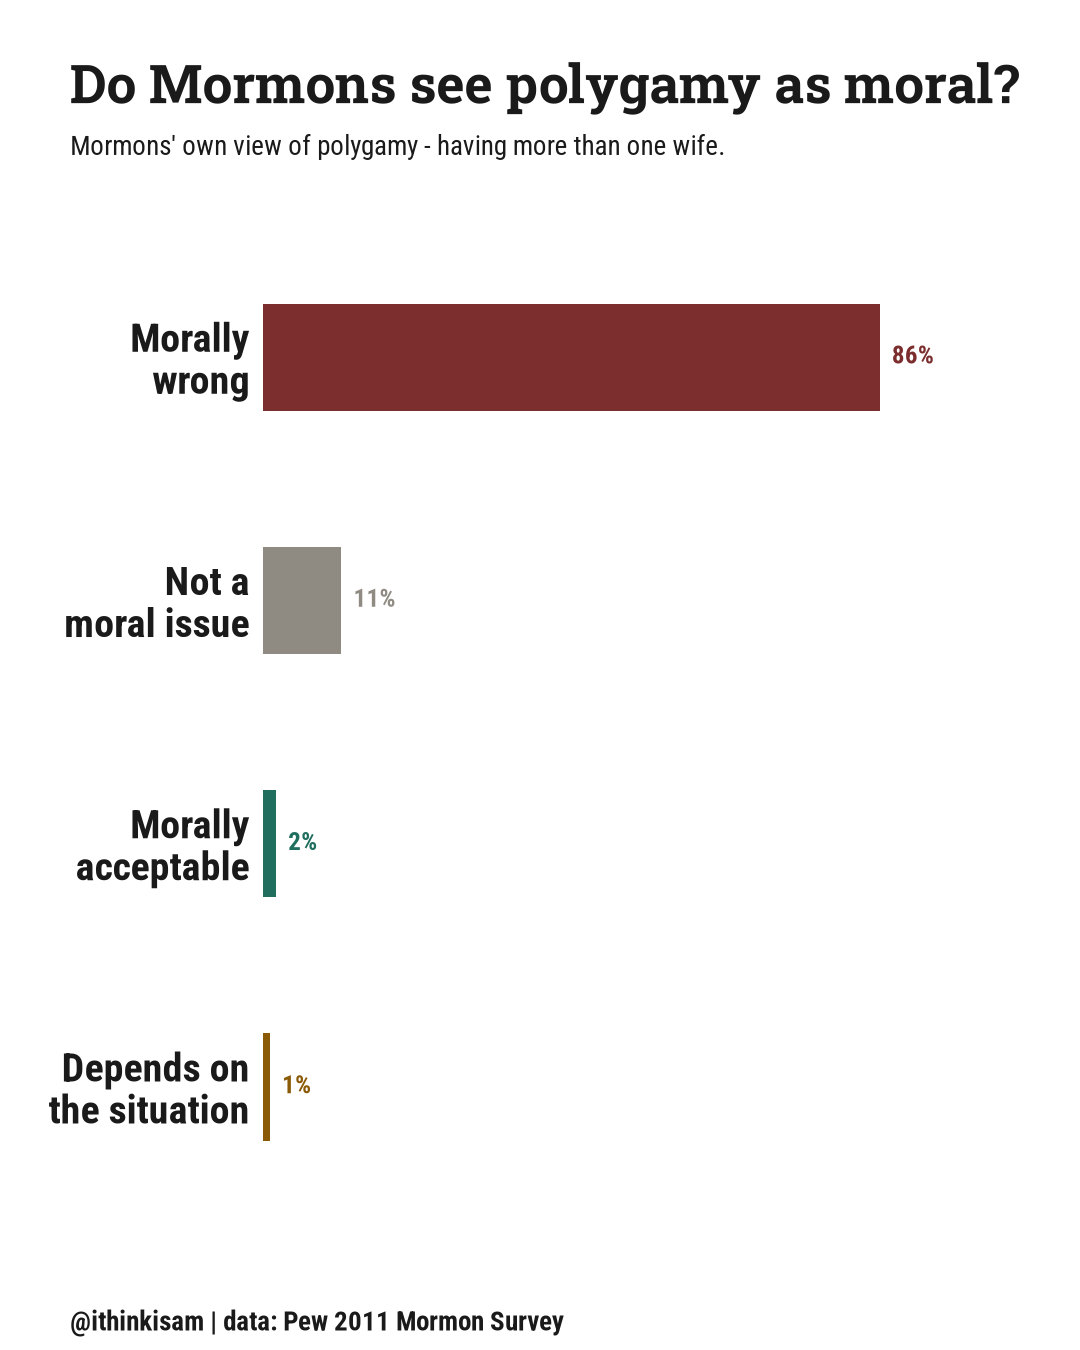 Do Mormons see polygamy as moral?
Mormons' own view of polygamy - having more than one wife.
Morally
wrong
86%
Not a
moral issue
11%
Morally
acceptable
2%
Depends on
the situation
1%
@ithinkisam | data: Pew 2011 Mormon Survey